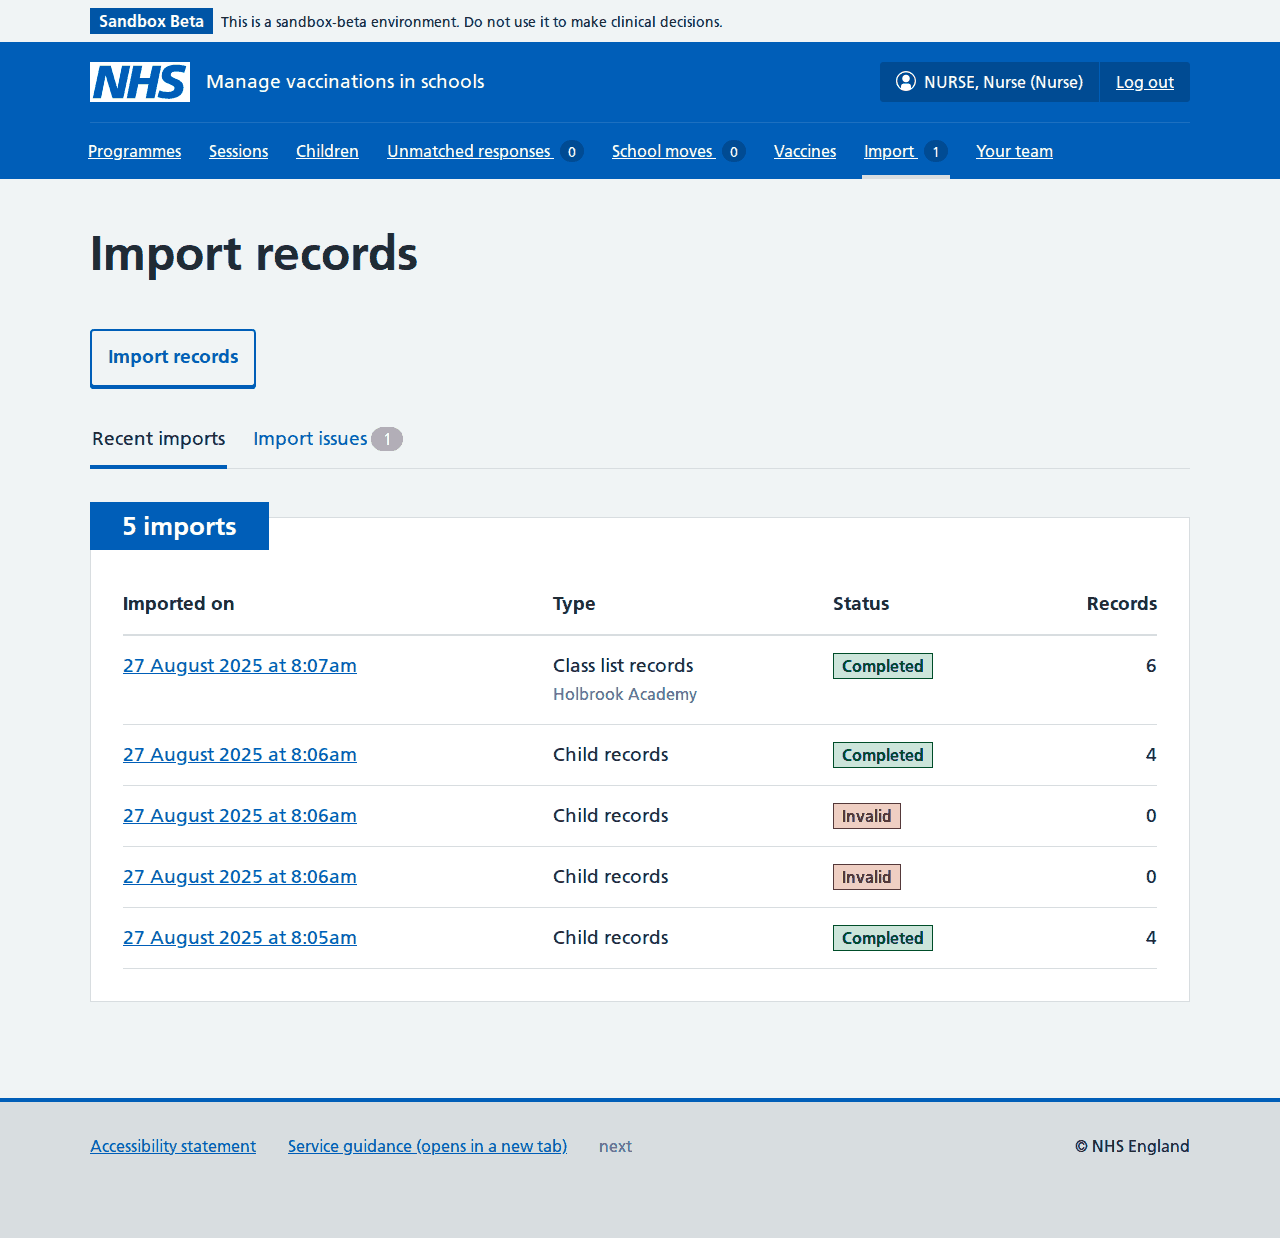 Sandbox Beta This is a sandbox-beta environment. Do not use it to make clinical decisions.
NHS Manage vaccinations in schools NURSE, Nurse (Nurse) Log out
Programmes Sessions Children Unmatched responses 0 School moves 0 Vaccines Import 1 Your team
Import records
Import records
Recent imports Import issues 1
5 imports
Imported on Type Status Records
27 August 2025 at 8:07am Class list records Completed 6
Holbrook Academy
27 August 2025 at 8:06am Child records Completed 4
27 August 2025 at 8:06am Child records Invalid 0
27 August 2025 at 8:06am Child records Invalid 0
27 August 2025 at 8:05am Child records Completed 4
Accessibility statement Service guidance (opens in a new tab) next © NHS England